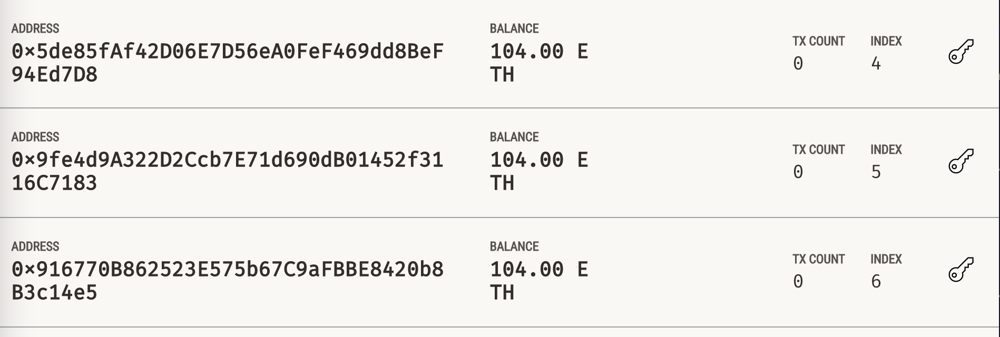 ADDRESS
0×5de85fAf42D06E7D56eA0FeF469dd8BeF
94Ed7D8
BALANCE
104.00 E
TH
TX COUNT
0
INDEX
4
ADDRESS
0×9fe4d9A322D2Ccb7E71d690dB01452f31
16C7183
BALANCE
104.00 E
TH
TX COUNT
0
INDEX
5
ADDRESS
0×916770B862523E575b67C9aFBBE8420b8
B3c14e5
BALANCE
104.00 E
TH
TX COUNT
0
INDEX
6